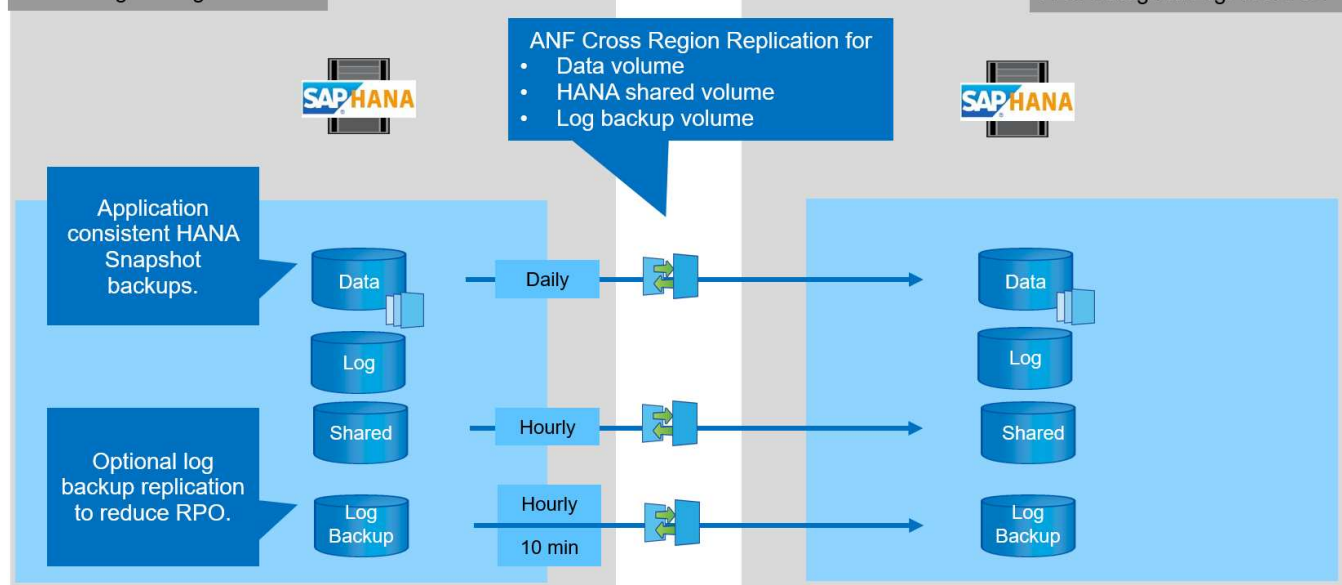 ANF Cross Region Replication for
• Data volume
• HANA shared volume
• Log backup volume
SAP HANA
®
SAP HANA
®
Application
consistent HANA
Snapshot
backups.
Data
Daily
Data
Log
Log
Shared
Hourly
Shared
Optional log
backup replication
to reduce RPO.
Log
Backup
Hourly
10 min
Log
Backup